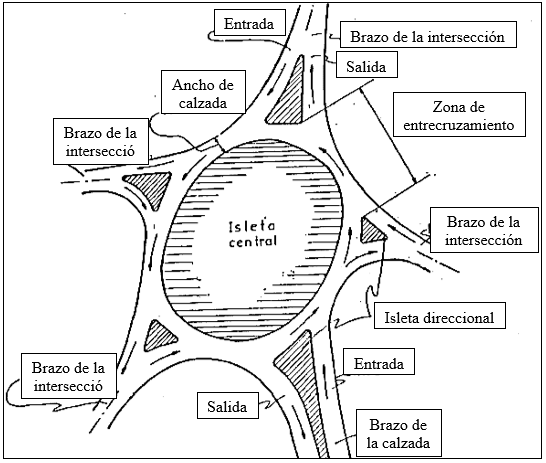 Entrada
Brazo de la intersección
Salida
Ancho de
calzada
Zona de
entrecruzamiento
Brazo de la
intersecció
Isleta
central
Brazo de la
intersección
Isleta direccional
Brazo de la
intersecció
Entrada
Salida
Brazo de
la calzada